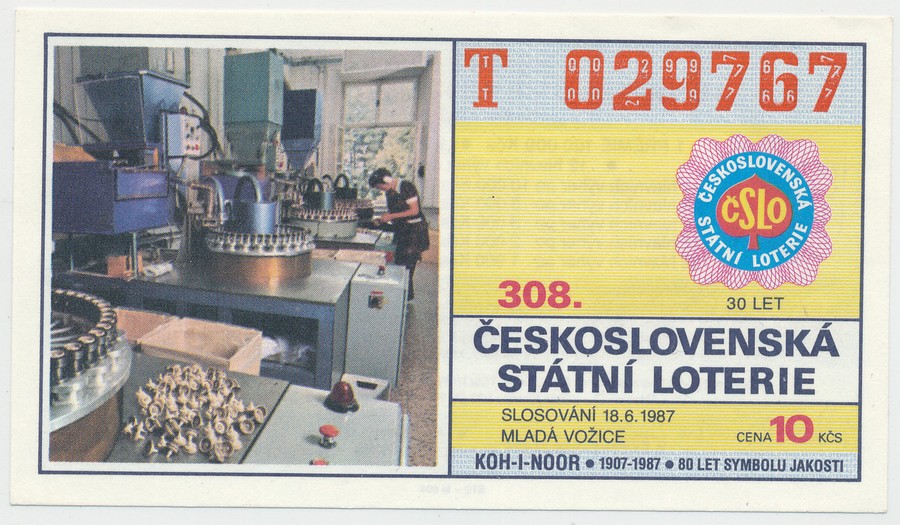 T 029767
ČESKOSLOVENSKÁ
ČSLO
STÁTNÍ LOTERIE
30 LET
308.
ČESKOSLOVENSKÁ
STÁTNÍ LOTERIE
SLOSOVÁNÍ 18.6.1987
MLADÁ VOŽICE
CENA 10 KČS
KOH-I-NOOR • 1907-1987 • 80 LET SYMBOLU JAKOSTI